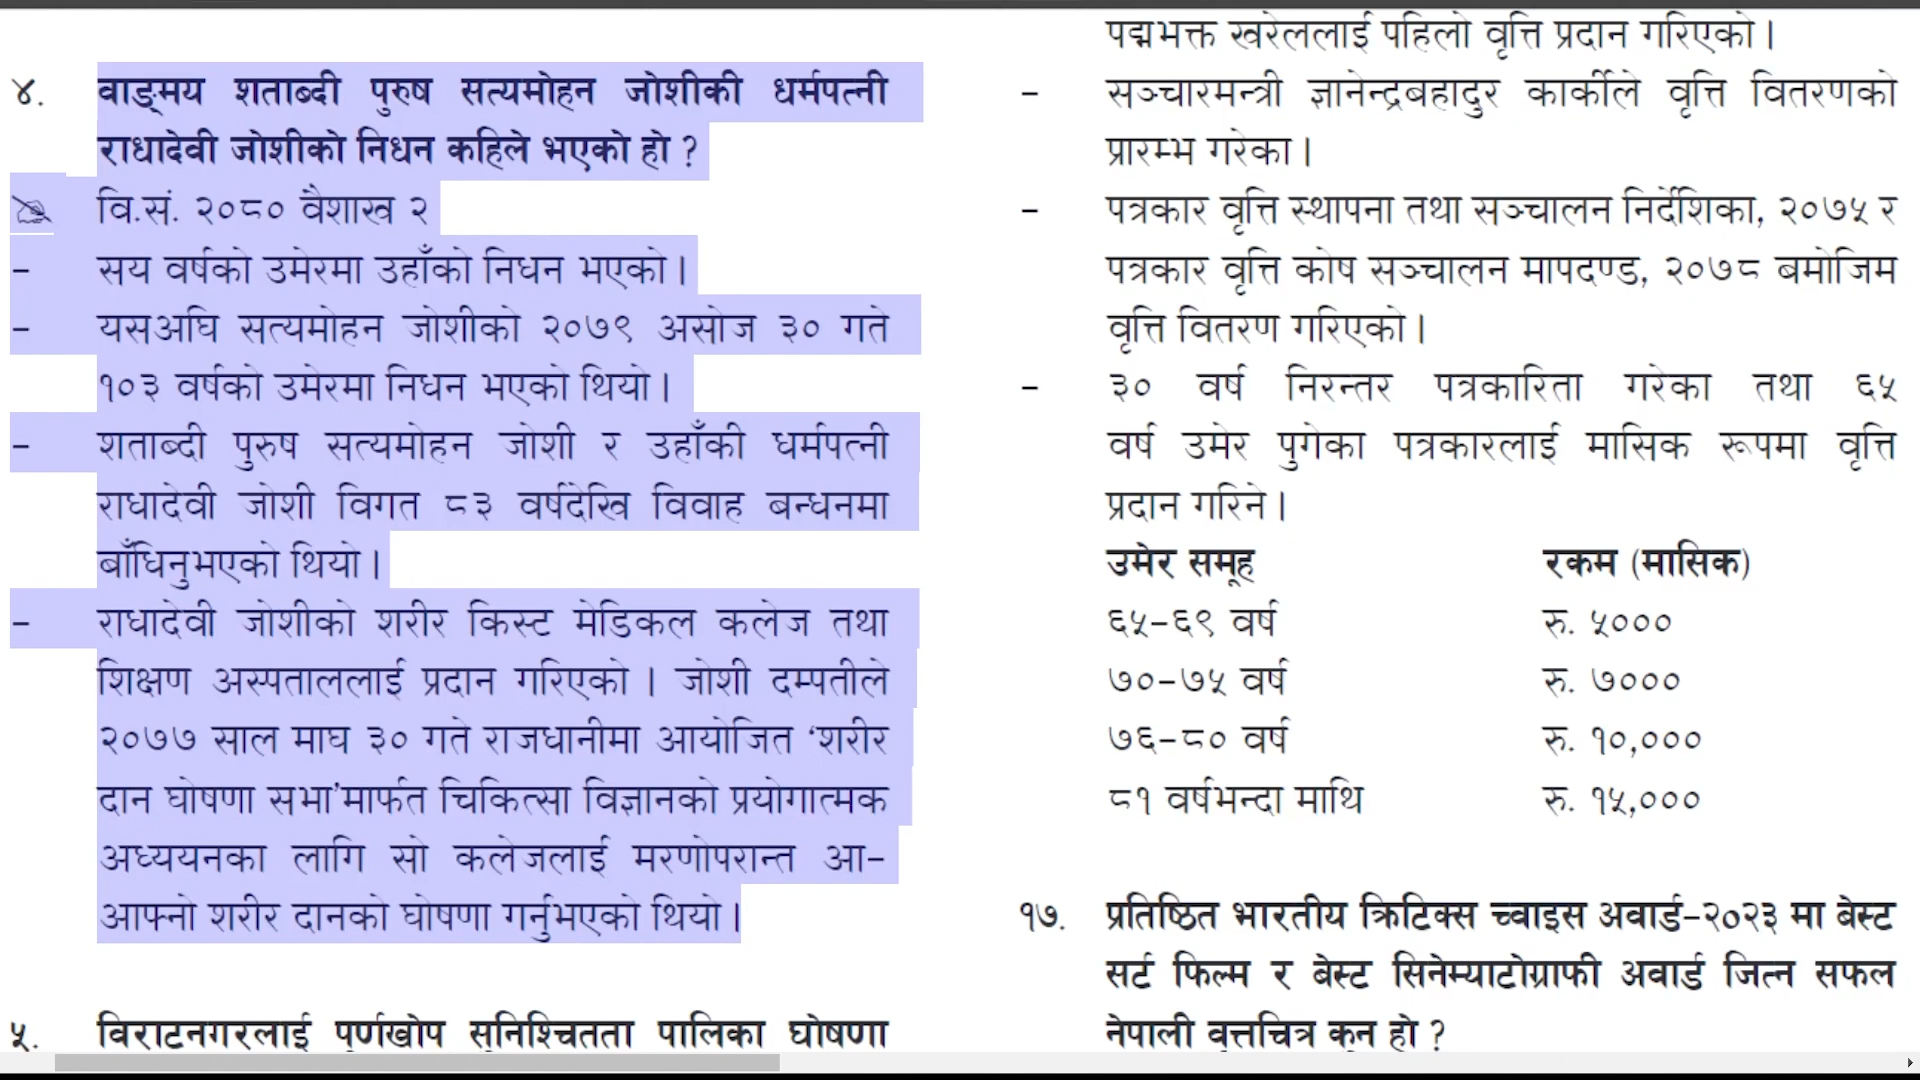 ४. वाङ्मय शताब्दी पुरुष सत्यमोहन जोशीकी धर्मपत्नी
राधादेवी जोशीको निधन कहिले भएको हो ?
वि.सं. २०८० वैशाख २
– सय वर्षको उमेरमा उहाँको निधन भएको ।
– यसअघि सत्यमोहन जोशीको २०७९ असोज ३० गते
१०३ वर्षको उमेरमा निधन भएको थियो ।
– शताब्दी पुरुष सत्यमोहन जोशी र उहाँकी धर्मपत्नी
राधादेवी जोशी विगत ८३ वर्षदेखि विवाह बन्धनमा
बाँधिनुभएको थियो ।
– राधादेवी जोशीको शरीर किस्ट मेडिकल कलेज तथा
शिक्षण अस्पताललाई प्रदान गरिएको । जोशी दम्पतीले
२०७७ साल माघ ३० गते राजधानीमा आयोजित ‘शरीर
दान घोषणा सभा’मार्फत चिकित्सा विज्ञानको प्रयोगात्मक
अध्ययनका लागि सो कलेजलाई मरणोपरान्त आ–
आफ्नो शरीर दानको घोषणा गर्नुभएको थियो ।
५. विराटनगरलाई पूर्णखोप सुनिश्चितता पालिका घोषणा
पद्मभक्त खरेललाई पहिलो वृत्ति प्रदान गरिएको ।
– सञ्चारमन्त्री ज्ञानेन्द्रबहादुर कार्कीले वृत्ति वितरणको
प्रारम्भ गरेका ।
– पत्रकार वृत्ति स्थापना तथा सञ्चालन निर्देशिका, २०७५ र
पत्रकार वृत्ति कोष सञ्चालन मापदण्ड, २०७८ बमोजिम
वृत्ति वितरण गरिएको ।
– ३० वर्ष निरन्तर पत्रकारिता गरेका तथा ६५
वर्ष उमेर पुगेका पत्रकारलाई मासिक रूपमा वृत्ति
प्रदान गरिने ।
उमेर समूह रकम (मासिक)
६५–६९ वर्ष रु. ५०००
७०–७५ वर्ष रु. ७०००
७६–८० वर्ष रु. १०,०००
८१ वर्षभन्दा माथि रु. १५,०००
१७. प्रतिष्ठित भारतीय क्रिटिक्स च्वाइस अवार्ड–२०२३ मा बेस्ट
सर्ट फिल्म र बेस्ट सिनेम्याटोग्राफी अवार्ड जित्न सफल
नेपाली वृत्तचित्र कुन हो ?